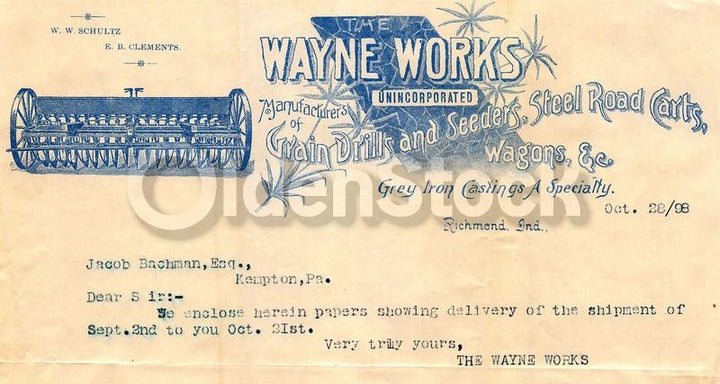 W. W. SCHULTZ
E. B. CLEMENTS.
THE
WAYNE WORKS
UNINCORPORATED
Manufacturers
of
Grain Drills and Seeders, Steel Road Carts,
Wagons, &c
Grey Iron Castings A Specialty.
Oct. 28/98
Richmond, Ind.,
OldenStock
Jacob Bachman, Esq.,
Kempton, Pa.
Dear S ir:-
We enclose herein papers showing delivery of the shipment of
Sept. 2nd to you Oct. 21st.
Very truly yours,
THE WAYNE WORKS